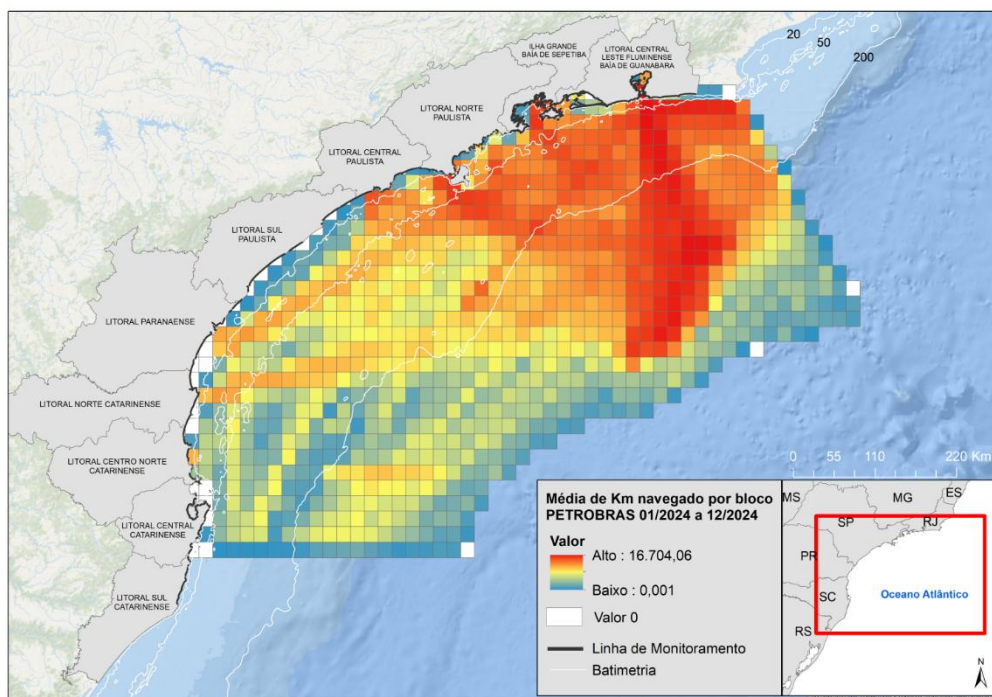 20
50
200
ILHA GRANDE
BAÍA DE SEPETIBA
LITORAL CENTRAL
LESTE FLUMINENSE
BAÍA DE GUANABARA
LITORAL NORTE
PAULISTA
LITORAL CENTRAL
PAULISTA
LITORAL SUL
PAULISTA
LITORAL PARANAENSE
LITORAL NORTE CATARINENSE
LITORAL CENTRO NORTE
CATARINENSE
LITORAL CENTRAL
CATARINENSE
LITORAL SUL
CATARINENSE
0 55 110 220 Km
Média de Km navegado por bloco
PETROBRAS 01/2024 a 12/2024
Valor
Alto : 16.704,06
Baixo : 0,001
Valor 0
Linha de Monitoramento
Batimetria
MS
MG
ES
SP
RJ
PR
SC
RS
Oceano Atlântico
N